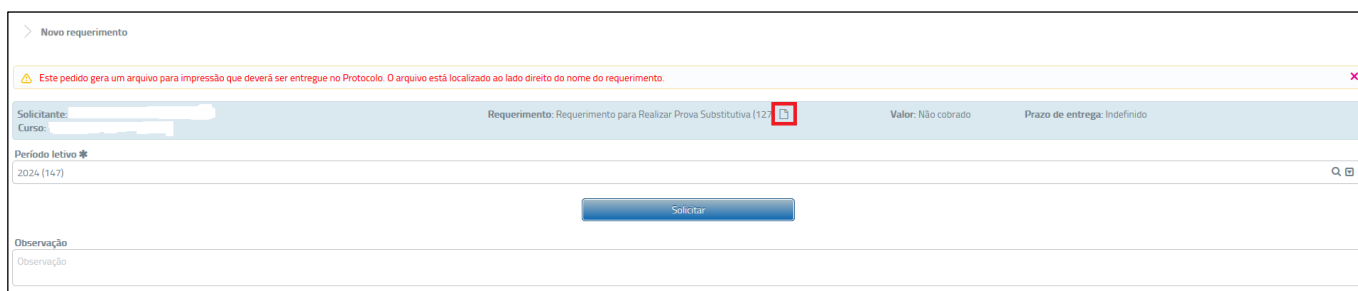 Novo requerimento
Este pedido gera um arquivo para impressão que deverá ser entregue no Protocolo. O arquivo está localizado ao lado direito do nome do requerimento.
Solicitante: Requerimento: Requerimento para Realizar Prova Substitutiva (127 Valor: Não cobrado Prazo de entrega: Indefinido
Curso:
Período letivo *
2024 (147)
Solicitar
Observação
Observação